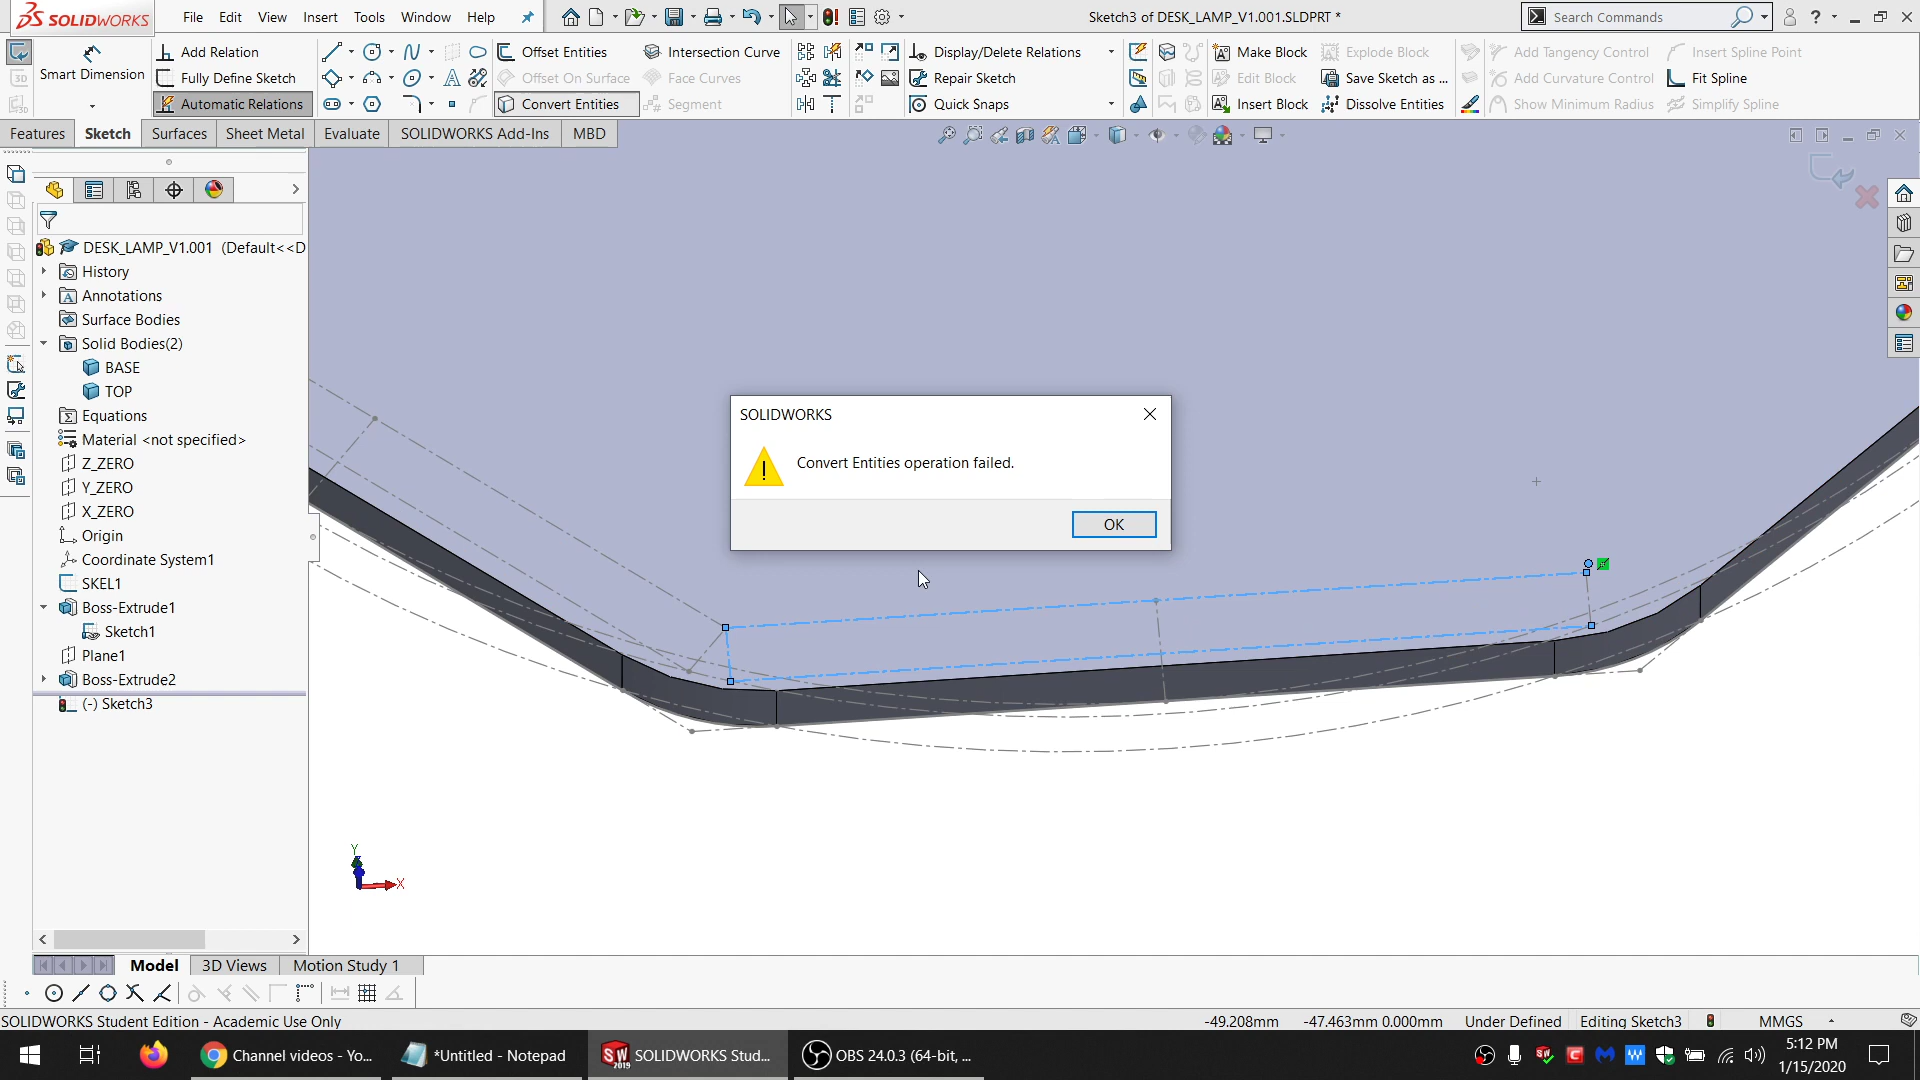 SOLIDWORKS
File Edit View Insert Tools Window Help
Sketch3 of DESK_LAMP_V1.001.SLDPRT *
Search Commands
Smart Dimension
Add Relation
Fully Define Sketch
Automatic Relations
Offset Entities
Offset On Surface
Convert Entities
Intersection Curve
Face Curves
Segment
Display/Delete Relations
Repair Sketch
Quick Snaps
Make Block
Edit Block
Insert Block
Explode Block
Save Sketch as ...
Dissolve Entities
Add Tangency Control
Add Curvature Control
Show Minimum Radius
Insert Spline Point
Fit Spline
Simplify Spline
Features Sketch Surfaces Sheet Metal Evaluate SOLIDWORKS Add-Ins MBD
DESK_LAMP_V1.001 (Default<<D
History
Annotations
Surface Bodies
Solid Bodies(2)
BASE
TOP
Equations
Material <not specified>
Z_ZERO
Y_ZERO
X_ZERO
Origin
Coordinate System1
SKEL1
Boss-Extrude1
Sketch1
Plane1
Boss-Extrude2
(-) Sketch3
SOLIDWORKS
Convert Entities operation failed.
OK
Y
X
Model 3D Views Motion Study 1
SOLIDWORKS Student Edition - Academic Use Only
-49.208mm -47.463mm 0.000mm Under Defined Editing Sketch3 MMGS
Channel videos - Yo...
*Untitled - Notepad
SOLIDWORKS Stud...
OBS 24.0.3 (64-bit, ...
5:12 PM
1/15/2020